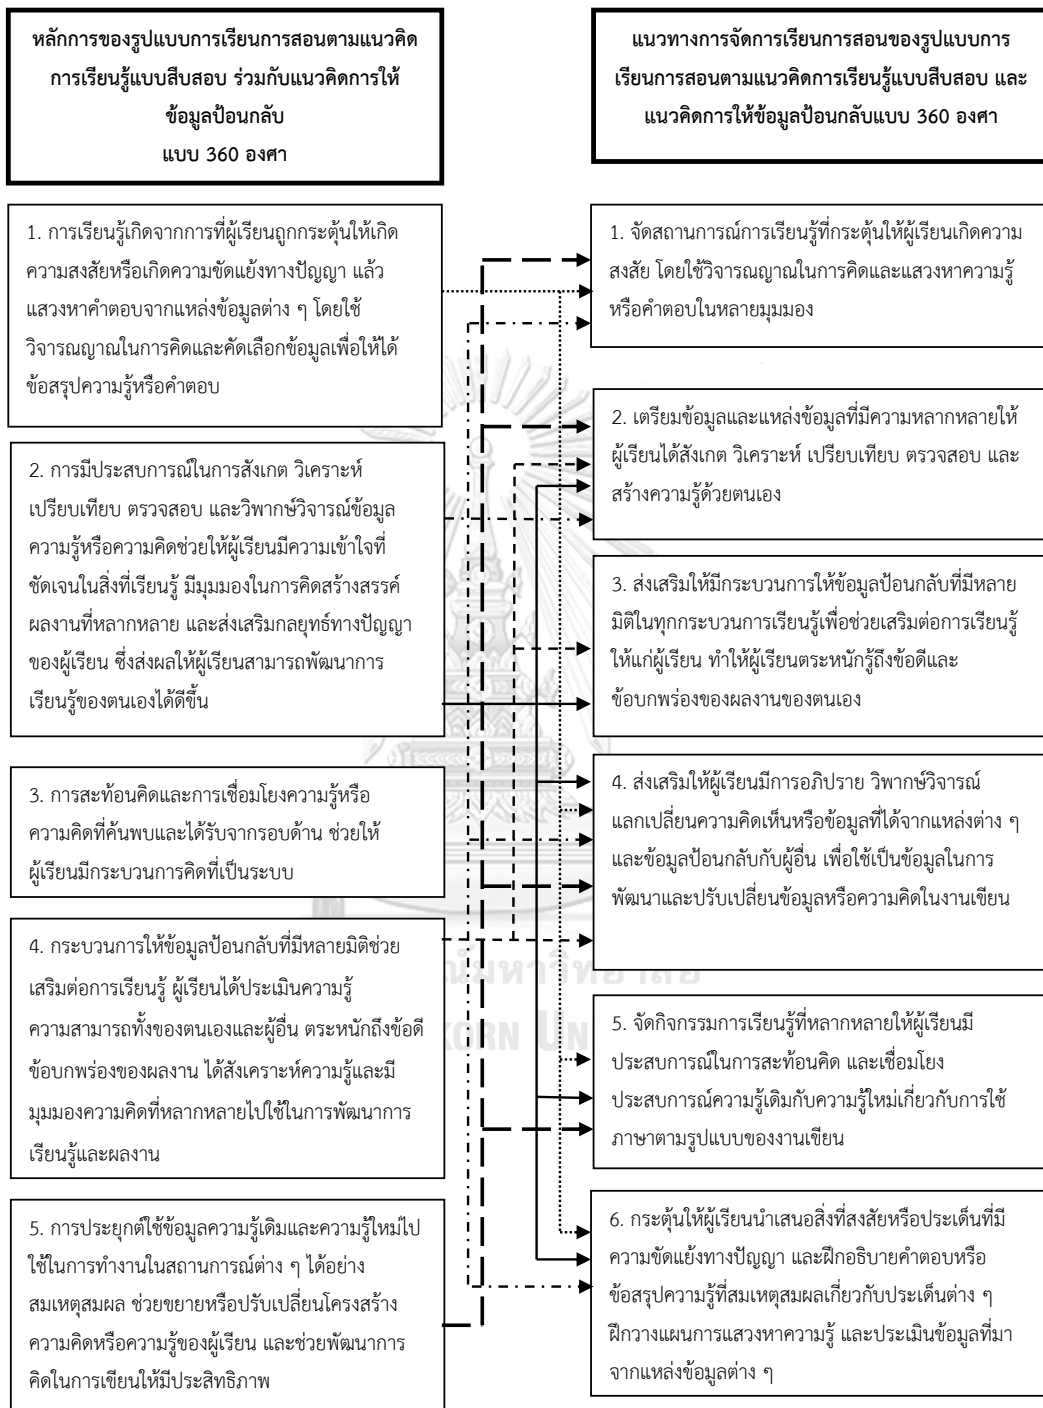 หลักการของรูปแบบการเรียนการสอนตามแนวคิด
การเรียนรู้แบบสืบสอบ ร่วมกับแนวคิดการให้
ข้อมูลป้อนกลับ
แบบ 360 องศา
1. การเรียนรู้เกิดจากการที่ผู้เรียนถูกกระตุ้นให้เกิด
ความสงสัยหรือเกิดความขัดแย้งทางปัญญา แล้ว
แสวงหาคำตอบจากแหล่งข้อมูลต่าง ๆ โดยใช้
วิจารณญาณในการคิดและคัดเลือกข้อมูลเพื่อให้ได้
ข้อสรุปความรู้หรือคำตอบ
2. การมีประสบการณ์ในการสังเกต วิเคราะห์
เปรียบเทียบ ตรวจสอบ และวิพากษ์วิจารณ์ข้อมูล
ความรู้หรือความคิดช่วยให้ผู้เรียนมีความเข้าใจที่
ชัดเจนในสิ่งที่เรียนรู้ มีมุมมองในการคิดสร้างสรรค์
ผลงานที่หลากหลาย และส่งเสริมกลยุทธ์ทางปัญญา
ของผู้เรียน ซึ่งส่งผลให้ผู้เรียนสามารถพัฒนาการ
เรียนรู้ของตนเองได้ดีขึ้น
3. การสะท้อนคิดและการเชื่อมโยงความรู้หรือ
ความคิดที่ค้นพบและได้รับจากรอบด้าน ช่วยให้
ผู้เรียนมีกระบวนการคิดที่เป็นระบบ
4. กระบวนการให้ข้อมูลป้อนกลับที่มีหลายมิติช่วย
เสริมต่อการเรียนรู้ ผู้เรียนได้ประเมินความรู้
ความสามารถทั้งของตนเองและผู้อื่น ตระหนักถึงข้อดี
ข้อบกพร่องของผลงาน ได้สังเคราะห์ความรู้และมี
มุมมองความคิดที่หลากหลายไปใช้ในการพัฒนาการ
เรียนรู้และผลงาน
5. การประยุกต์ใช้ข้อมูลความรู้เดิมและความรู้ใหม่ไป
ใช้ในการทำงานในสถานการณ์ต่าง ๆ ได้อย่าง
สมเหตุสมผล ช่วยขยายหรือปรับเปลี่ยนโครงสร้าง
ความคิดหรือความรู้ของผู้เรียน และช่วยพัฒนาการ
คิดในการเขียนให้มีประสิทธิภาพ
แนวทางการจัดการเรียนการสอนของรูปแบบการ
เรียนการสอนตามแนวคิดการเรียนรู้แบบสืบสอบ และ
แนวคิดการให้ข้อมูลป้อนกลับแบบ 360 องศา
1. จัดสถานการณ์การเรียนรู้ที่กระตุ้นให้ผู้เรียนเกิดความ
สงสัย โดยใช้วิจารณญาณในการคิดและแสวงหาความรู้
หรือคำตอบในหลายมุมมอง
2. เตรียมข้อมูลและแหล่งข้อมูลที่มีความหลากหลายให้
ผู้เรียนได้สังเกต วิเคราะห์ เปรียบเทียบ ตรวจสอบ และ
สร้างความรู้ด้วยตนเอง
3. ส่งเสริมให้มีกระบวนการให้ข้อมูลป้อนกลับที่มีหลาย
มิติในทุกกระบวนการเรียนรู้เพื่อช่วยเสริมต่อการเรียนรู้
ให้แก่ผู้เรียน ทำให้ผู้เรียนตระหนักรู้ถึงข้อดีและ
ข้อบกพร่องของผลงานของตนเอง
4. ส่งเสริมให้ผู้เรียนมีการอภิปราย วิพากษ์วิจารณ์
แลกเปลี่ยนความคิดเห็นหรือข้อมูลที่ได้จากแหล่งต่าง ๆ
และข้อมูลป้อนกลับกับผู้อื่น เพื่อใช้เป็นข้อมูลในการ
พัฒนาและปรับเปลี่ยนข้อมูลหรือความคิดในงานเขียน
5. จัดกิจกรรมการเรียนรู้ที่หลากหลายให้ผู้เรียนมี
ประสบการณ์ในการสะท้อนคิด และเชื่อมโยง
ประสบการณ์ความรู้เดิมกับความรู้ใหม่เกี่ยวกับการใช้
ภาษาตามรูปแบบของงานเขียน
6. กระตุ้นให้ผู้เรียนนำเสนอสิ่งที่สงสัยหรือประเด็นที่มี
ความขัดแย้งทางปัญญา และฝึกอธิบายคำตอบหรือ
ข้อสรุปความรู้ที่สมเหตุสมผลเกี่ยวกับประเด็นต่าง ๆ
ฝึกวางแผนการแสวงหาความรู้ และประเมินข้อมูลที่มา
จากแหล่งข้อมูลต่าง ๆ